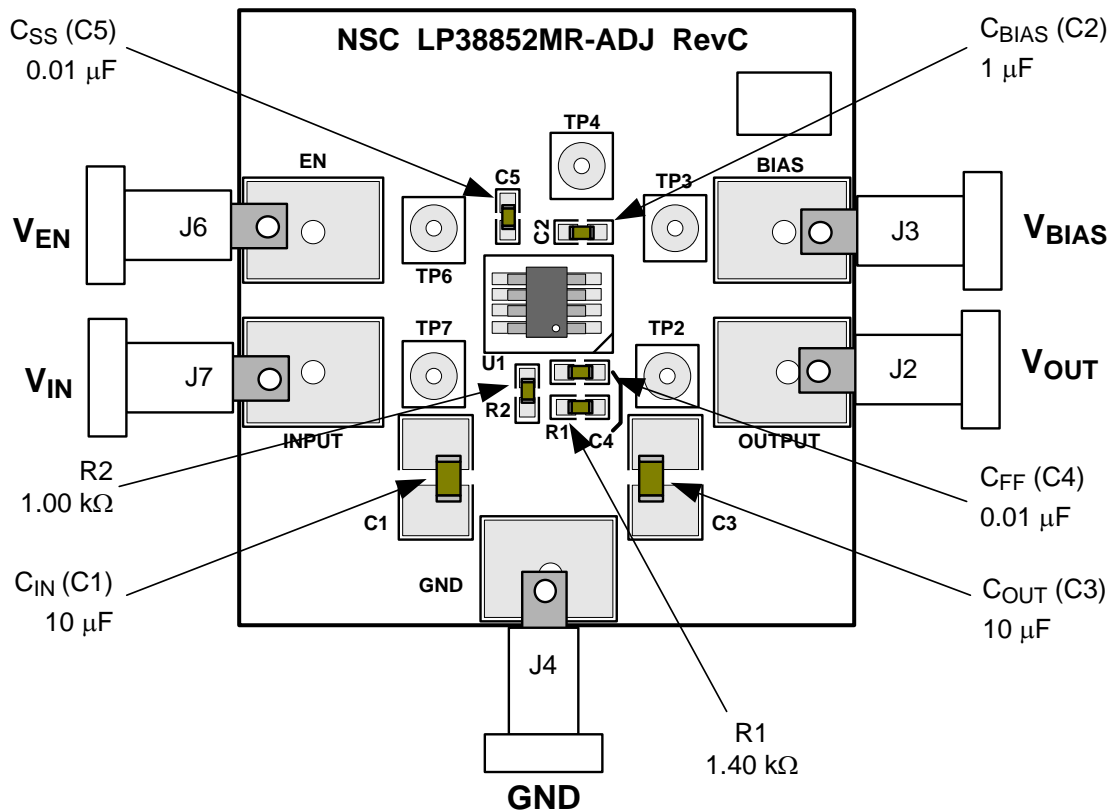 C_SS (C5)
0.01 μF
NSC LP38852MR-ADJ RevC
C_BIAS (C2)
1 μF
TP4
EN
C5
TP3
BIAS
V_EN
J6
C2
J3
V_BIAS
TP6
V_IN
J7
TP7
U1
TP2
J2
V_OUT
R2
R1
C4
INPUT
OUTPUT
R2
1.00 kΩ
C1
C3
C_FF (C4)
0.01 μF
C_IN (C1)
10 μF
GND
C_OUT (C3)
10 μF
J4
R1
1.40 kΩ
GND